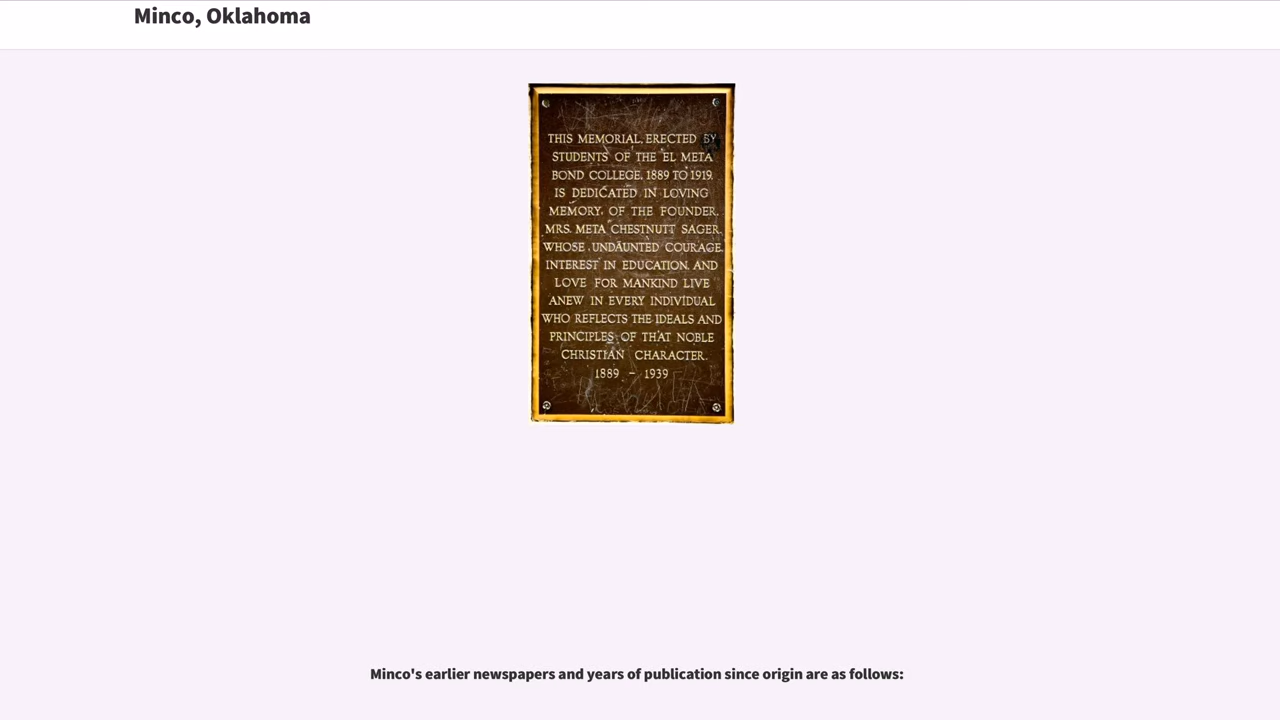 Minco, Oklahoma
THIS MEMORIAL, ERECTED BY
STUDENTS OF THE EL META
BOND COLLEGE, 1889 TO 1919,
IS DEDICATED IN LOVING
MEMORY, OF THE FOUNDER,
MRS. META CHESTNUTT SAGER,
WHOSE UNDAUNTED COURAGE,
INTEREST IN EDUCATION, AND
LOVE FOR MANKIND LIVE
ANEW IN EVERY INDIVIDUAL
WHO REFLECTS THE IDEALS AND
PRINCIPLES OF THAT NOBLE
CHRISTIAN CHARACTER.
1889 – 1939
Minco's earlier newspapers and years of publication since origin are as follows: